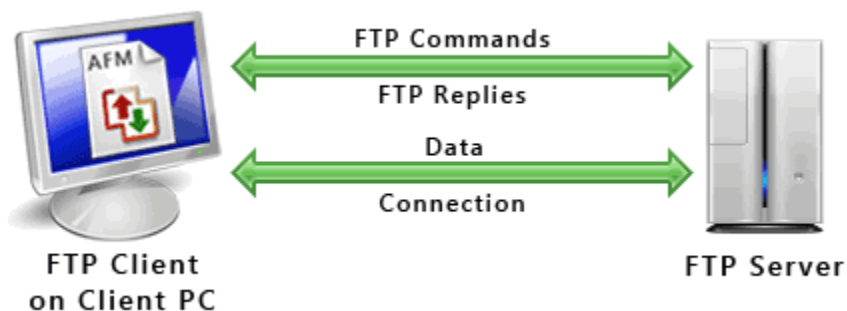 AFM
FTP Commands
FTP Replies
Data
Connection
FTP Client
on Client PC
FTP Server